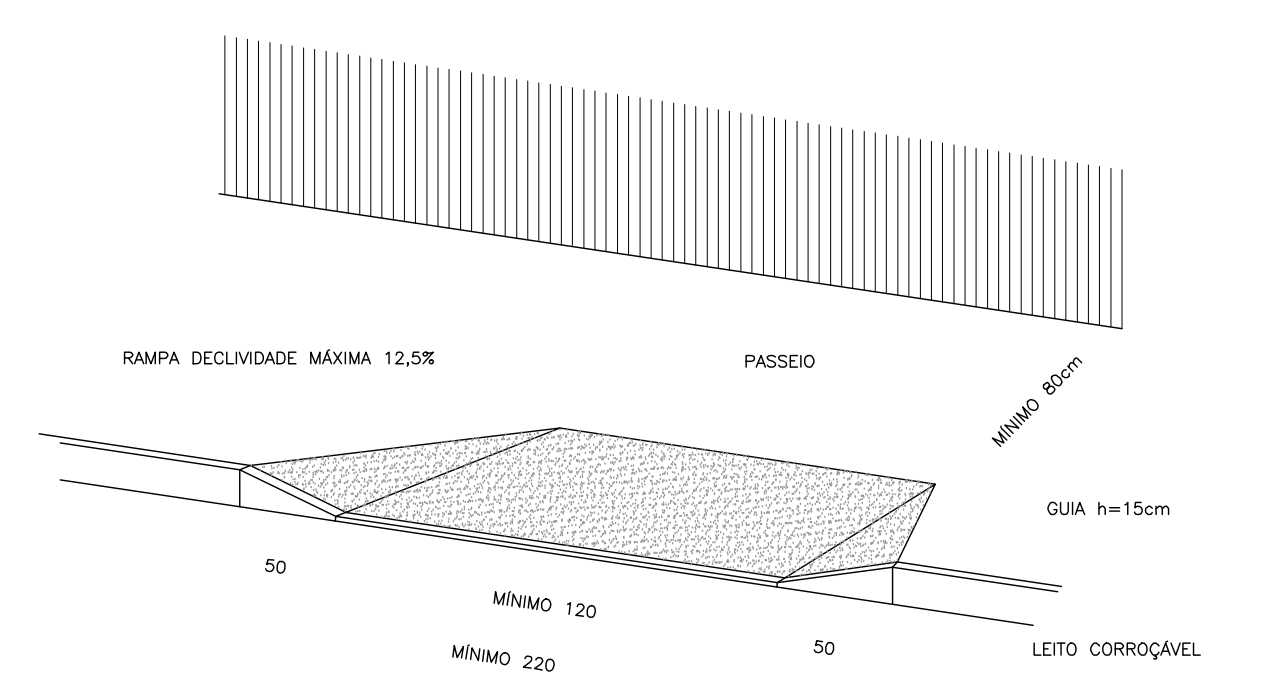 RAMPA DECLIVIDADE MÁXIMA 12,5%
PASSEIO
MÍNIMO 80cm
GUIA h=15cm
50
MÍNIMO 120
50
MÍNIMO 220
LEITO CORROÇÁVEL